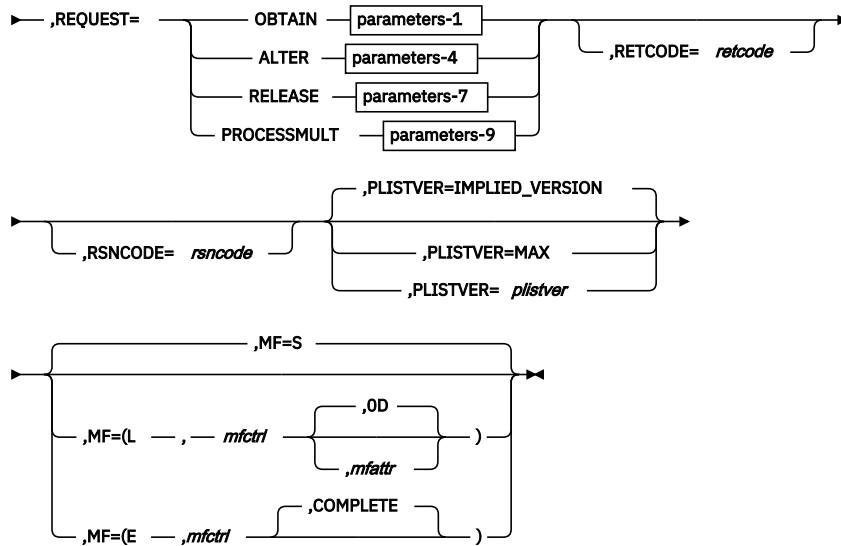 ,REQUEST= OBTAIN parameters-1
,RETCODE= retcode
ALTER parameters-4
RELEASE parameters-7
PROCESSMULT parameters-9
,PLISTVER=IMPLIED_VERSION
,RSNCODE= rsncode
,PLISTVER=MAX
,PLISTVER= plistver
,MF=S
,0D
,MF=(L , mfctrl )
,mfattr
,COMPLETE
,MF=(E ,mfctrl )